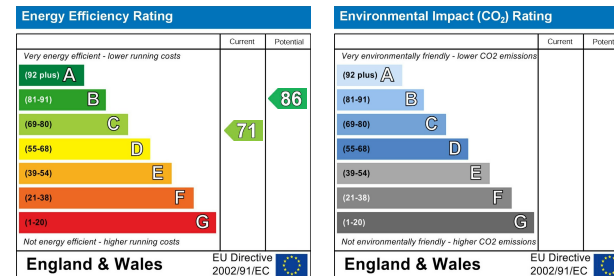 Energy Efficiency Rating
Current Potential
Very energy efficient - lower running costs
(92 plus) A
(81-91) B
86
(69-80) C
71
(55-68) D
(39-54) E
(21-38) F
(1-20) G
Not energy efficient - higher running costs
England & Wales
EU Directive
2002/91/EC
Environmental Impact (CO2) Rating
Current Potent
Very environmentally friendly - lower CO2 emissions
(92 plus) A
(81-91) B
(69-80) C
(55-68) D
(39-54) E
(21-38) F
(1-20) G
Not environmentally friendly - higher CO2 emissions
England & Wales
EU Directive
2002/91/EC